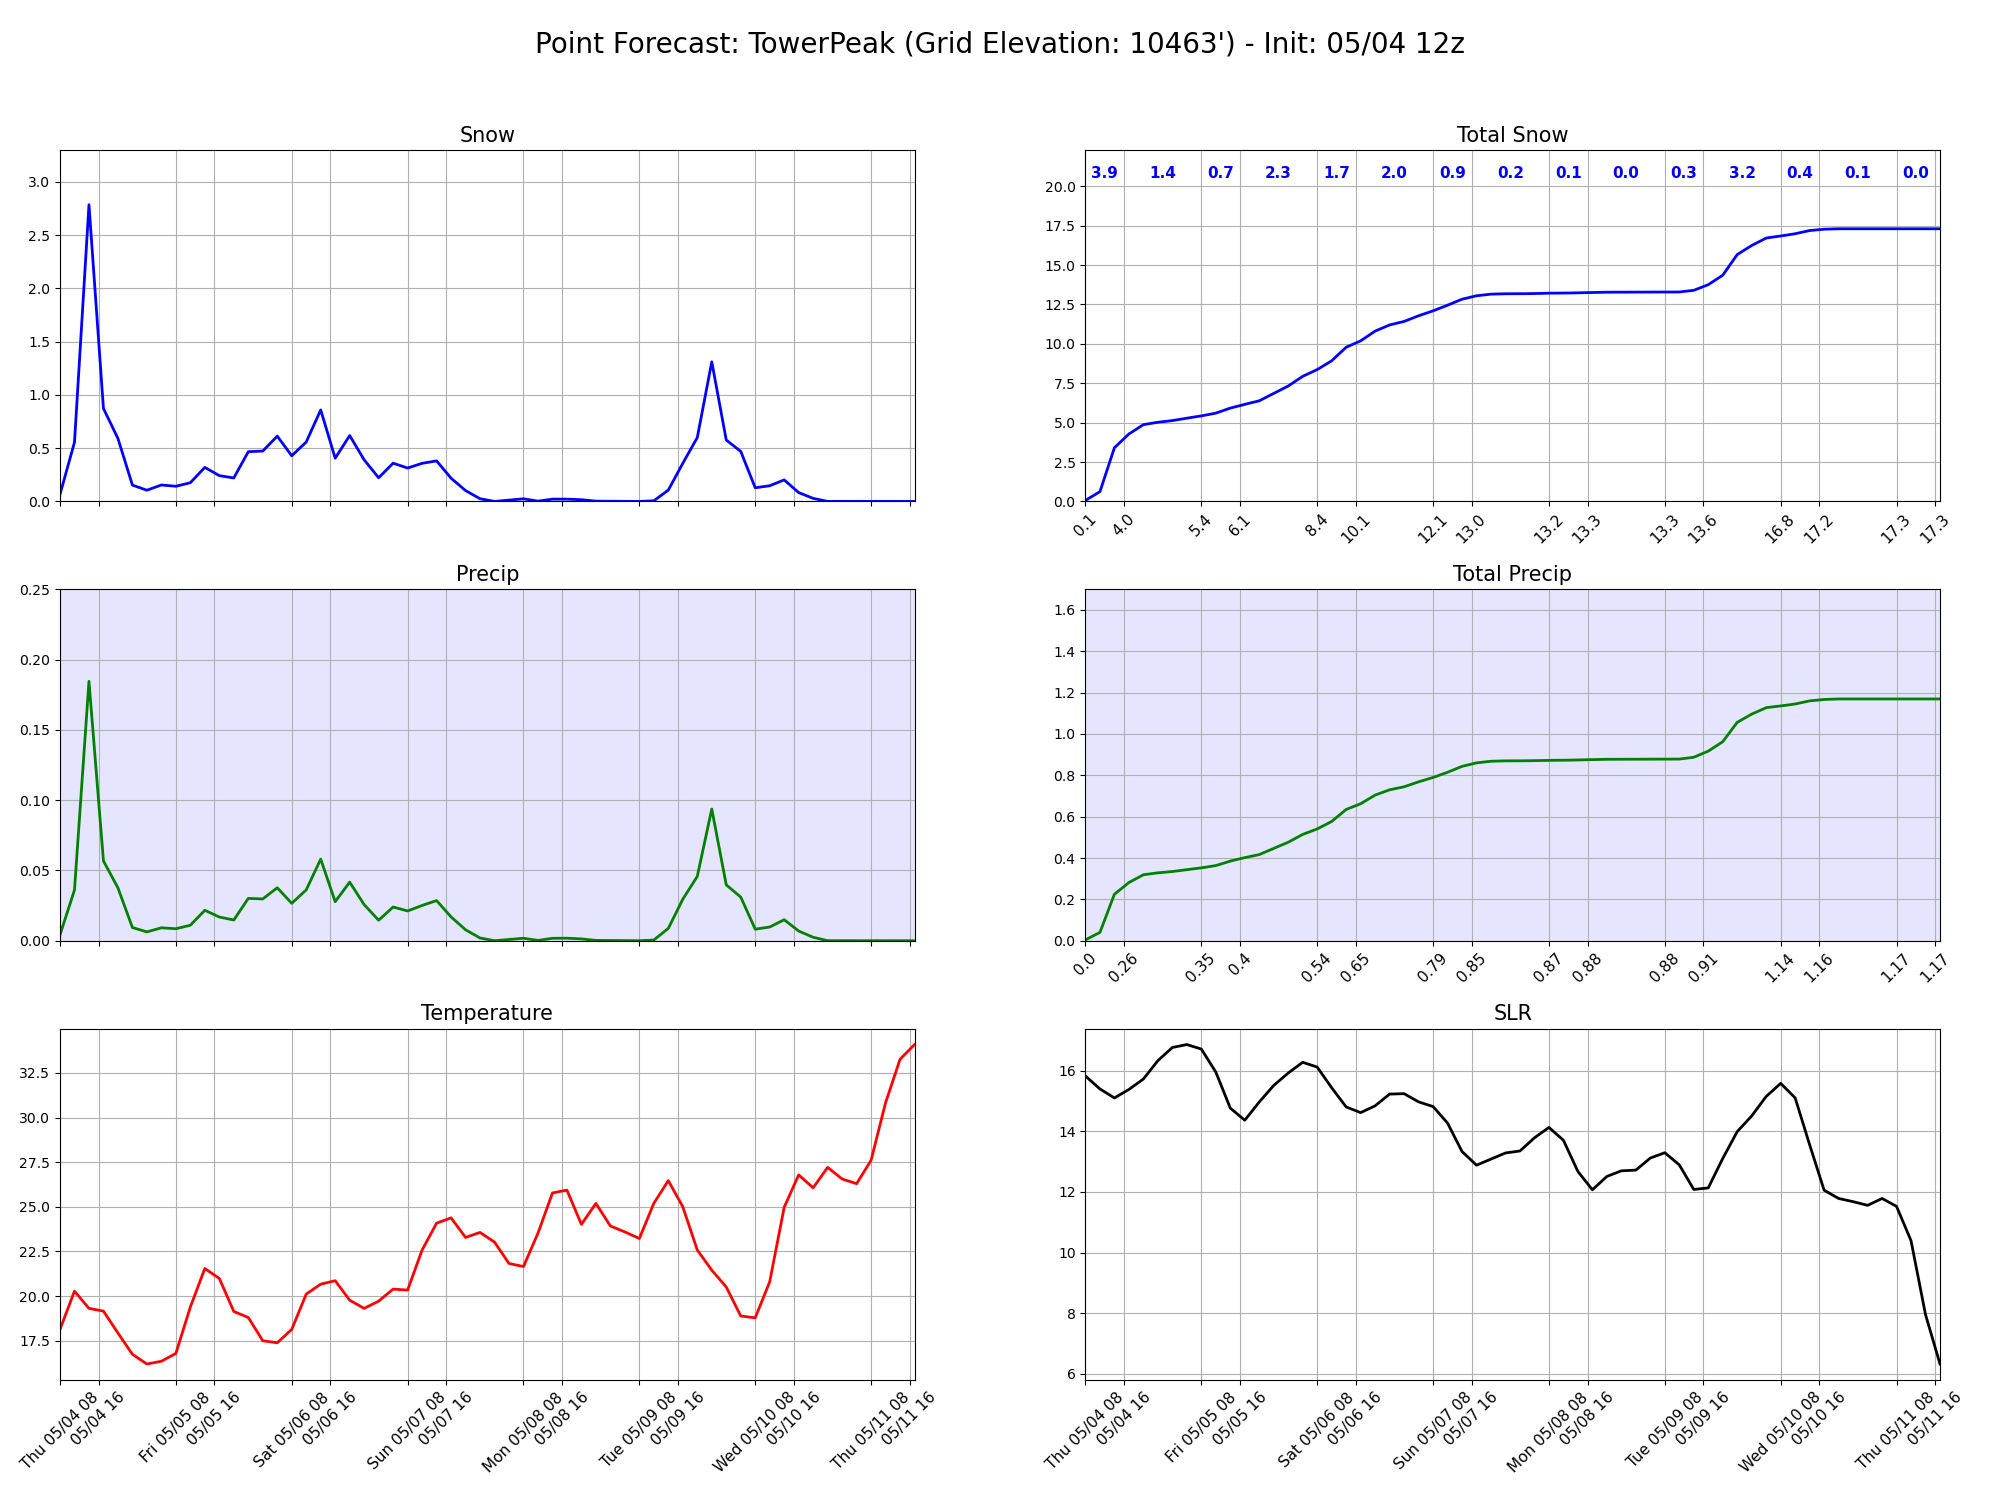 Point Forecast: TowerPeak (Grid Elevation: 10463') - Init: 05/04 12z
Snow
3.0
2.5
2.0
1.5
1.0
0.5
0.0
Total Snow
3.9 1.4 0.7 2.3 1.7 2.0 0.9 0.2 0.1 0.0 0.3 3.2 0.4 0.1 0.0
20.0
17.5
15.0
12.5
10.0
7.5
5.0
2.5
0.0
0.1 4.0 5.4 6.1 8.4 10.1 12.1 13.0 13.2 13.3 13.3 13.6 16.8 17.2 17.3 17.3
Precip
0.25
0.20
0.15
0.10
0.05
0.00
Total Precip
1.6
1.4
1.2
1.0
0.8
0.6
0.4
0.2
0.0
0.0 0.26 0.35 0.4 0.54 0.65 0.79 0.85 0.87 0.88 0.88 0.91 1.14 1.16 1.17 1.17
Temperature
32.5
30.0
27.5
25.0
22.5
20.0
17.5
Thu 05/04 08
05/04 16
Fri 05/05 08
05/05 16
Sat 05/06 08
05/06 16
Sun 05/07 08
05/07 16
Mon 05/08 08
05/08 16
Tue 05/09 08
05/09 16
Wed 05/10 08
05/10 16
Thu 05/11 08
05/11 16
SLR
16
14
12
10
8
6
Thu 05/04 08
05/04 16
Fri 05/05 08
05/05 16
Sat 05/06 08
05/06 16
Sun 05/07 08
05/07 16
Mon 05/08 08
05/08 16
Tue 05/09 08
05/09 16
Wed 05/10 08
05/10 16
Thu 05/11 08
05/11 16